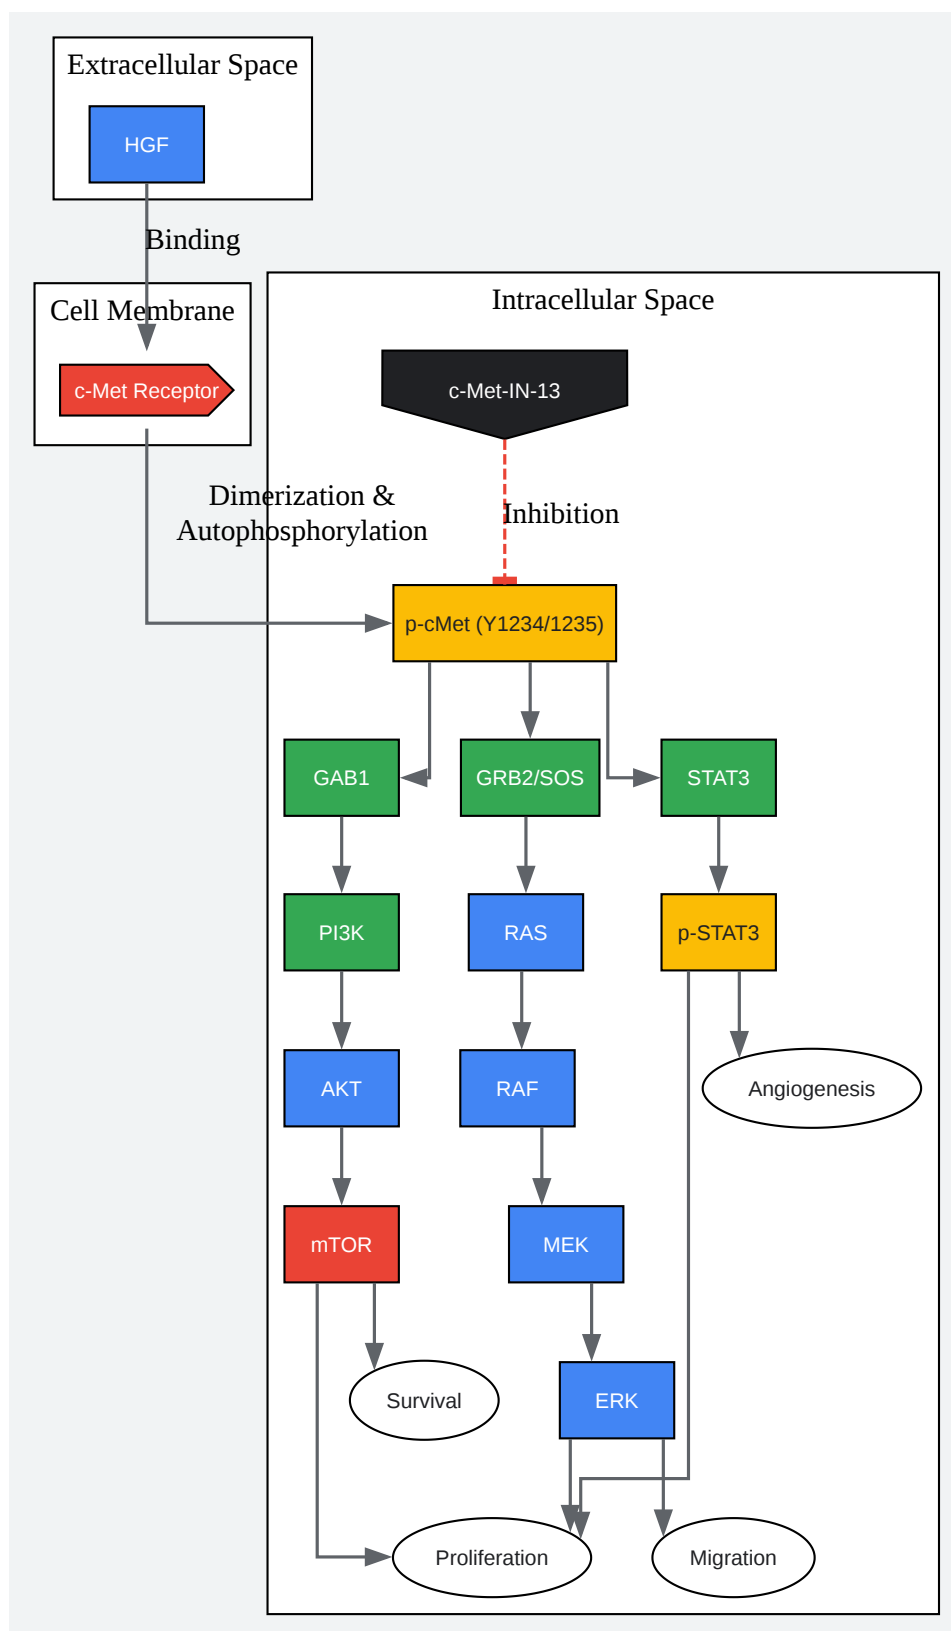 Extracellular Space
HGF
Binding
Cell Membrane
c-Met Receptor
Intracellular Space
c-Met-IN-13
Dimerization &
Autophosphorylation
Inhibition
p-cMet (Y1234/1235)
GAB1
GRB2/SOS
STAT3
PI3K
RAS
p-STAT3
AKT
RAF
Angiogenesis
mTOR
MEK
Survival
ERK
Proliferation
Migration